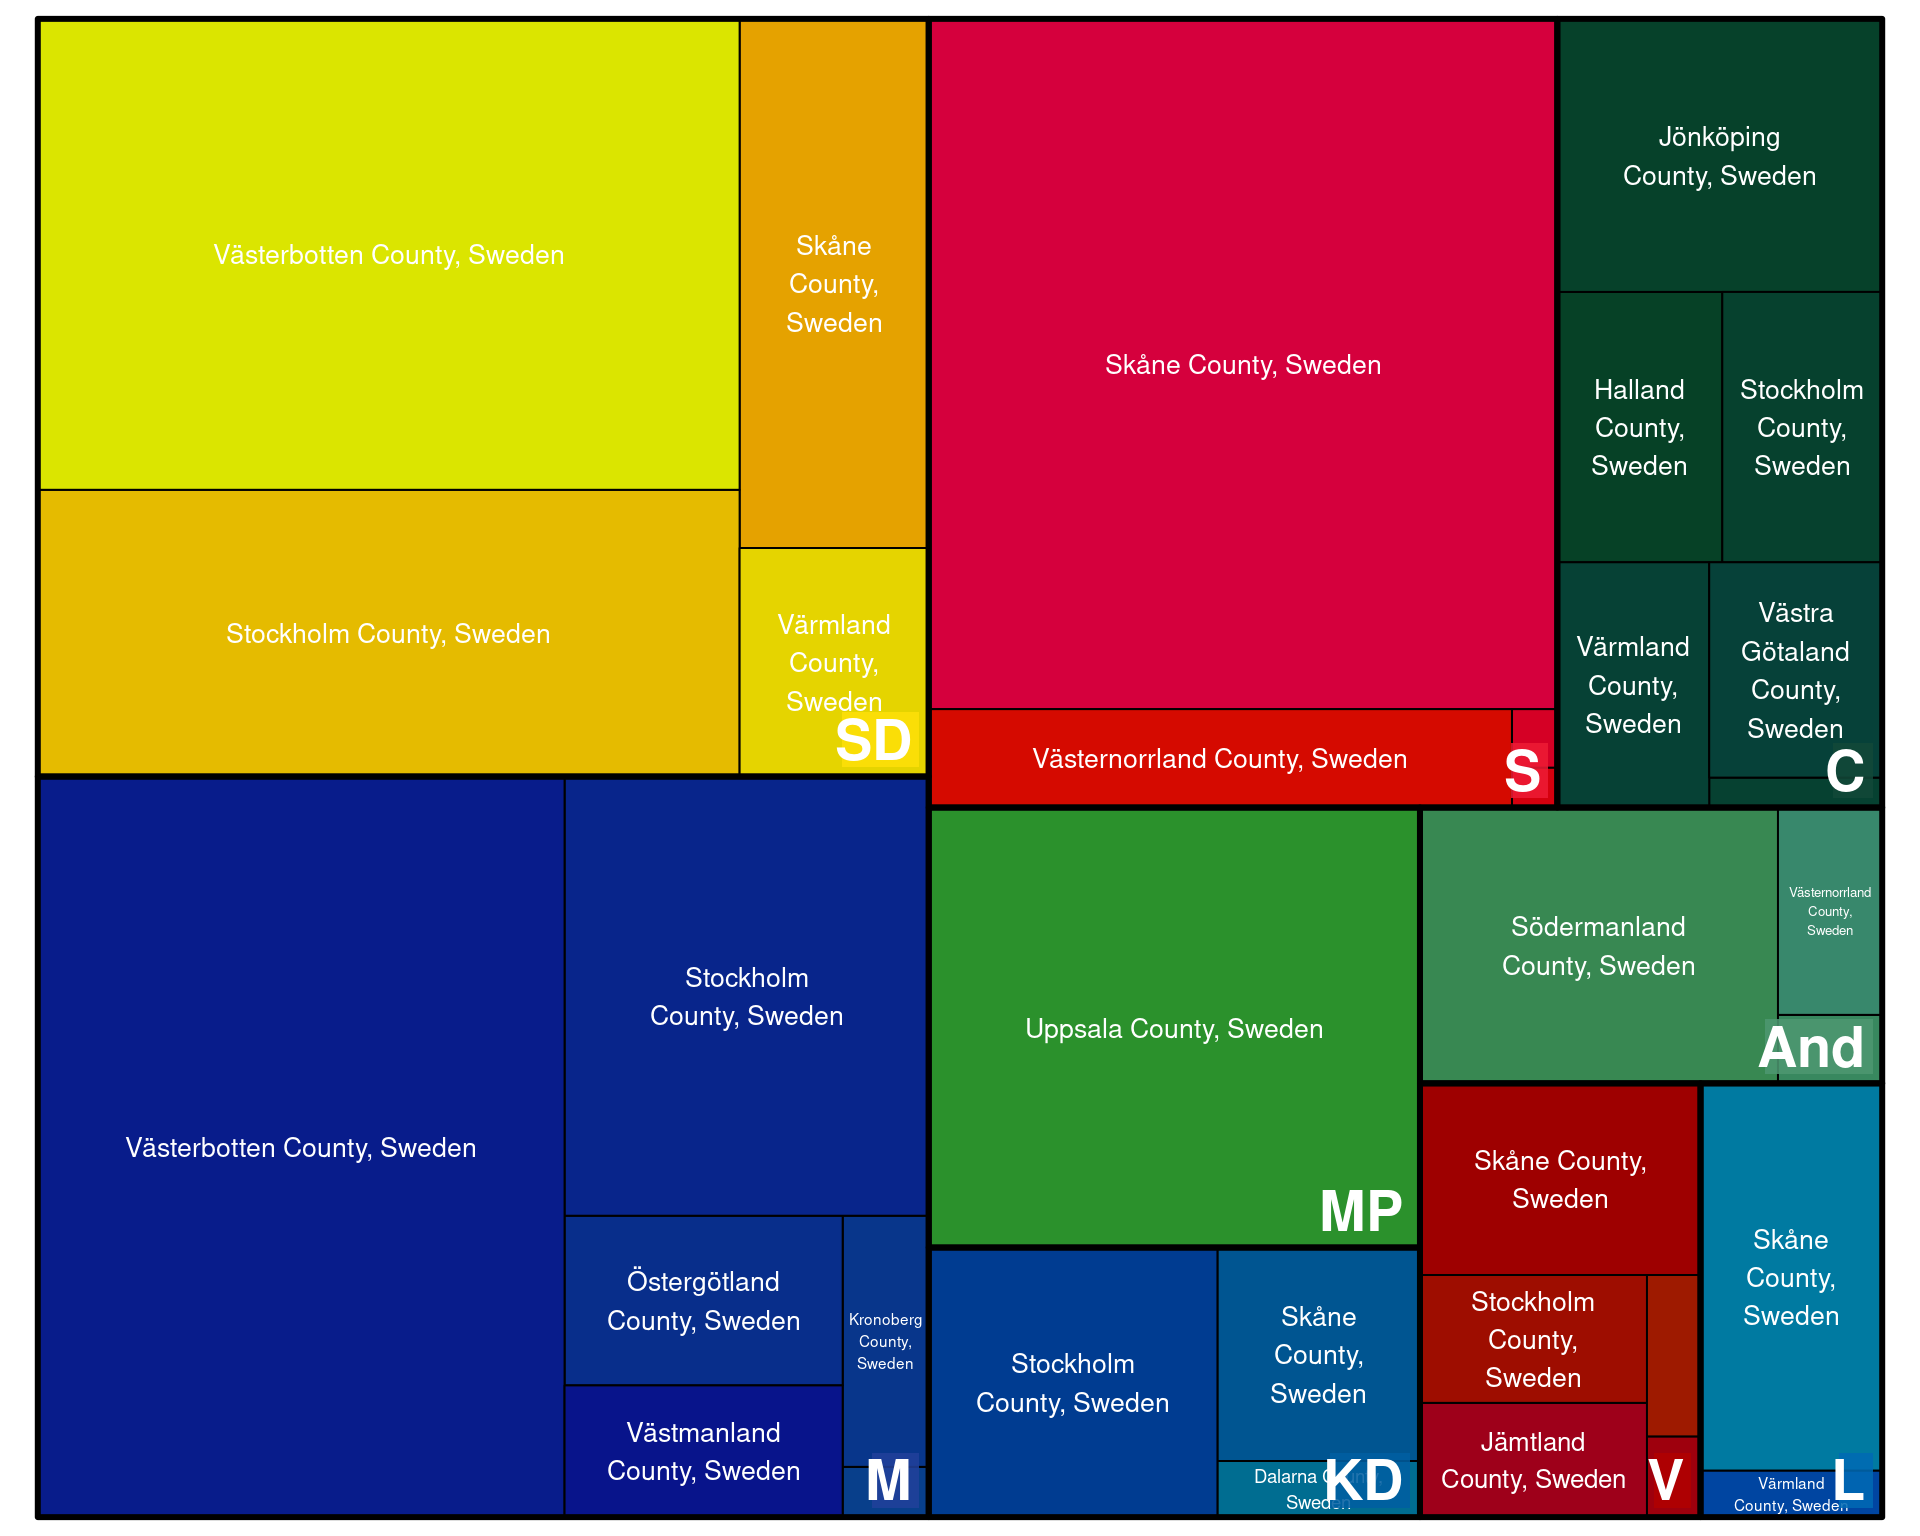 Västerbotten County, Sweden
Skåne
County,
Sweden
Stockholm County, Sweden
Värmland
County,
Sweden
SD
Skåne County, Sweden
Västernorrland County, Sweden
S
Jönköping
County, Sweden
Halland
County,
Sweden
Stockholm
County,
Sweden
Värmland
County,
Sweden
Västra
Götaland
County,
Sweden
C
Västerbotten County, Sweden
Stockholm
County, Sweden
Östergötland
County, Sweden
Kronoberg
County,
Sweden
Västmanland
County, Sweden
M
Uppsala County, Sweden
MP
Södermanland
County, Sweden
Västernorrland
County,
Sweden
And
Stockholm
County, Sweden
Skåne
County,
Sweden
Dalarna County,
Sweden
KD
Skåne County,
Sweden
Stockholm
County,
Sweden
Jämtland
County, Sweden
V
Skåne
County,
Sweden
Värmland
County, Sweden
L